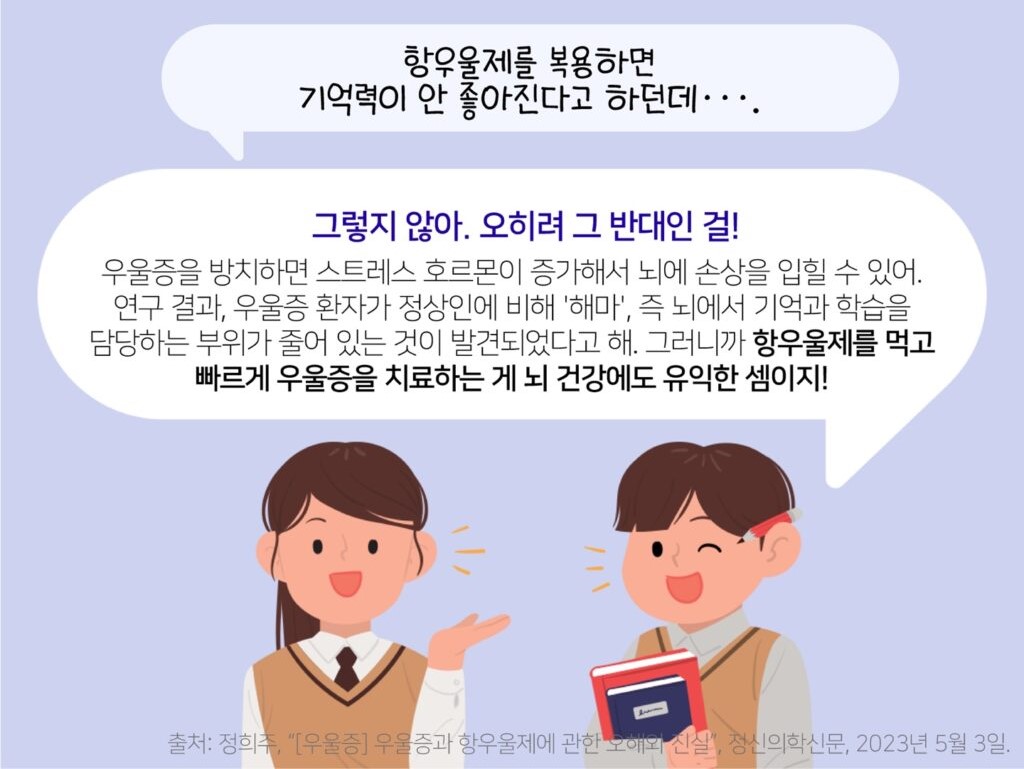 항우울제를 복용하면
기억력이 안 좋아진다고 하던데···.
그렇지 않아. 오히려 그 반대인 걸!
우울증을 방치하면 스트레스 호르몬이 증가해서 뇌에 손상을 입힐 수 있어.
연구 결과, 우울증 환자가 정상인에 비해 '해마', 즉 뇌에서 기억과 학습을
담당하는 부위가 줄어 있는 것이 발견되었다고 해. 그러니까 항우울제를 먹고
빠르게 우울증을 치료하는 게 뇌 건강에도 유익한 셈이지!
출처: 정희주, “[우울증] 우울증과 항우울제에 관한 오해와 진실”, 정신의학신문, 2023년 5월 3일.